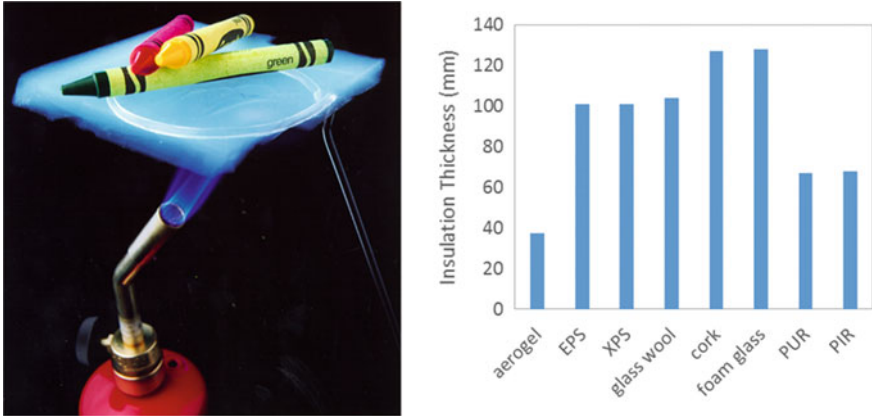 green
Insulation Thickness (mm)
140
120
100
80
60
40
20
0
aerogel
EPS
XPS
glass wool
cork
foam glass
PUR
PIR